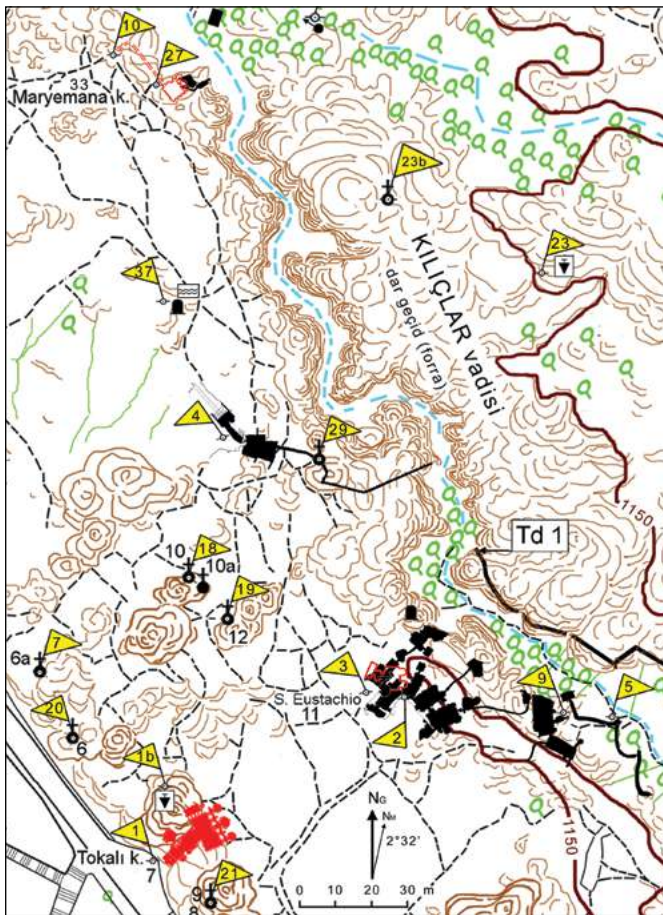 10
27
33
Maryemana k.
23b
KILIÇLAR vadisi
dar geçid (forra)
23
37
4
29
1150
Td 1
10
18
10a
19
12
7
6a
3
S. Eustachio
11
2
9
5
20
6
1b
1
Tokalı k.
7
21
9
8
NG
NM
2°32'
0 10 20 30 m
1150